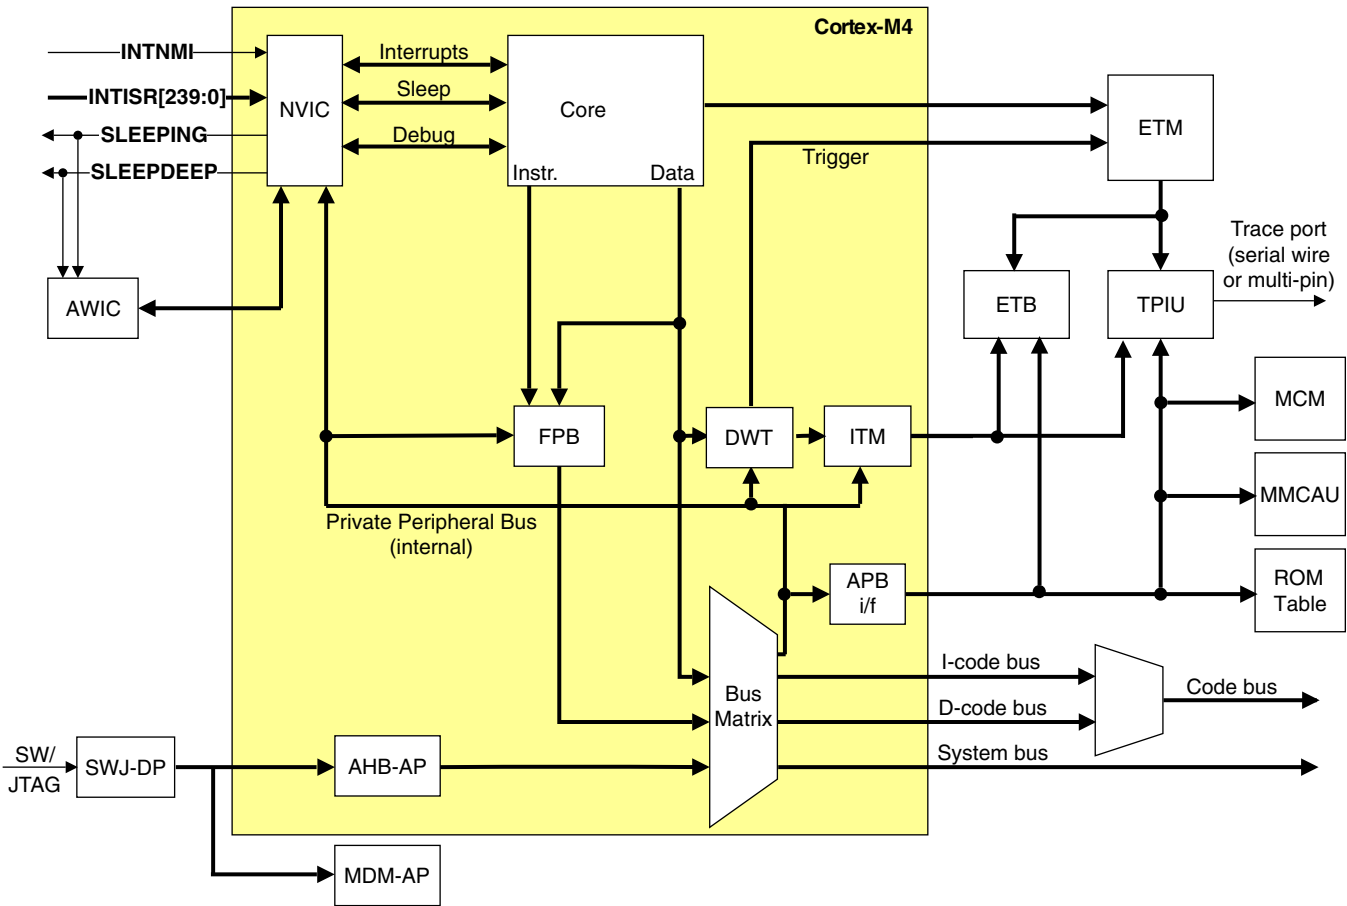 Cortex-M4
INTNMI
Interrupts
INTISR[239:0]
NVIC
Sleep
Core
SLEEPING
Debug
SLEEPDEEP
Instr.
Data
Trigger
ETM
Trace port
(serial wire
or multi-pin)
AWIC
ETB
TPIU
MCM
FPB
DWT
ITM
MMCAU
Private Peripheral Bus
(internal)
APB
i/f
ROM
Table
I-code bus
Bus
Matrix
D-code bus
Code bus
System bus
SW/
JTAG
SWJ-DP
AHB-AP
MDM-AP